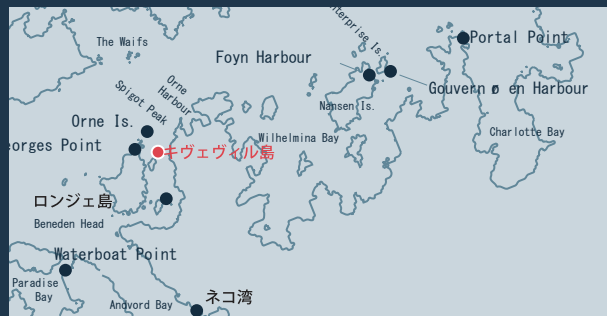 nterprise Is.
Portal Point
The Waifs
Foyn Harbour
Orne
Harbour
Spigot Peak
Gouvernøren Harbour
Nansen Is.
Orne Is.
Charlotte Bay
Wilhelmina Bay
eorges Point
キヴェヴィル島
ロンジェ島
Beneden Head
Waterboat Point
Paradise
Bay
ネコ湾
Andvord Bay